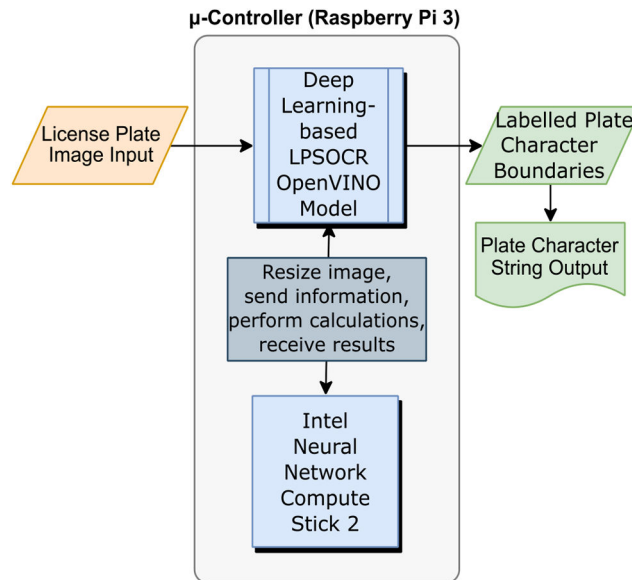 μ-Controller (Raspberry Pi 3)
License Plate
Image Input
Deep
Learning-
based
LPSOCR
OpenVINO
Model
Labelled Plate
Character
Boundaries
Plate Character
String Output
Resize image,
send information,
perform calculations,
receive results
Intel
Neural
Network
Compute
Stick 2